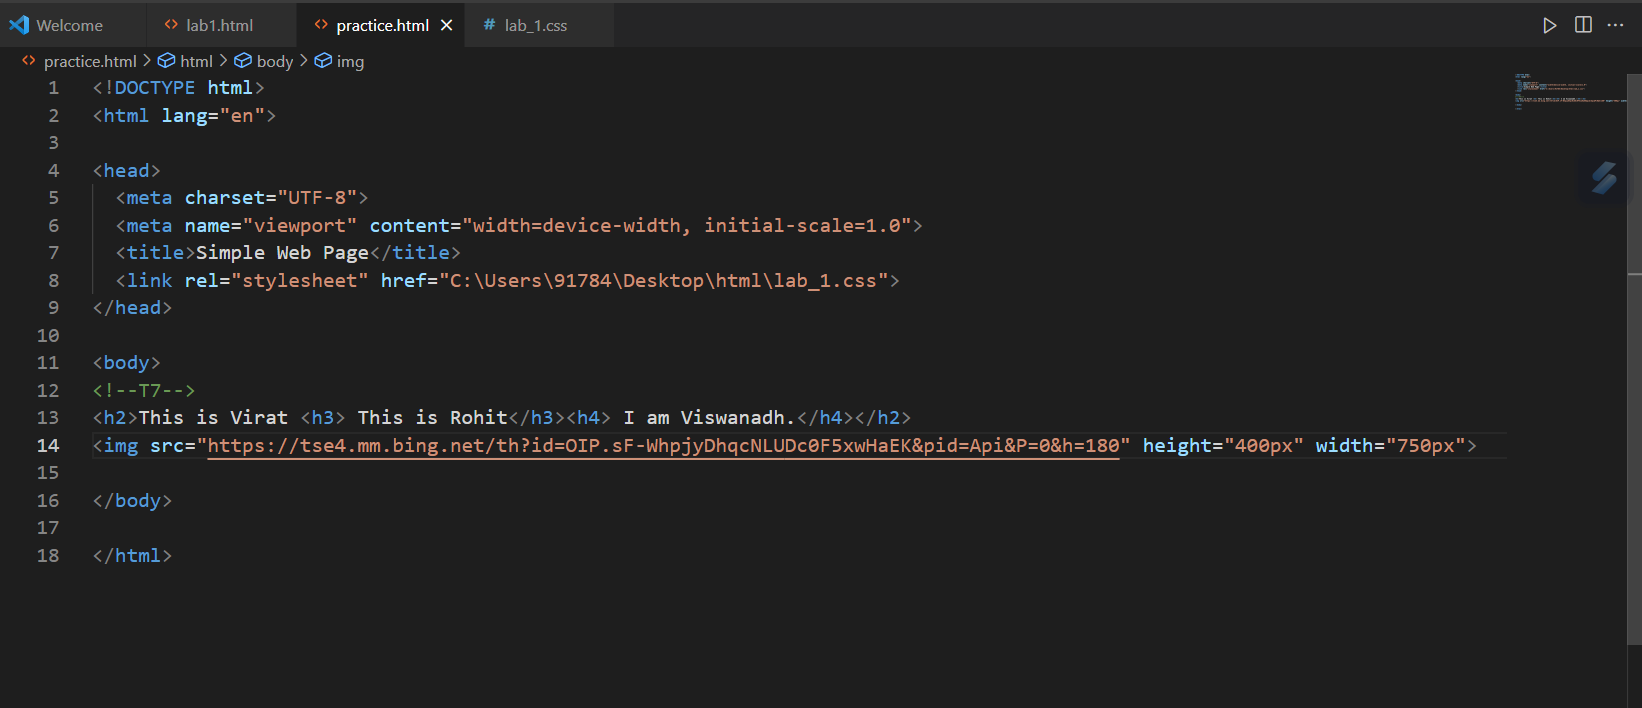 Welcome lab1.html practice.html lab_1.css
practice.html > html > body > img
1 <!DOCTYPE html>
2 <html lang="en">
3
4 <head>
5 <meta charset="UTF-8">
6 <meta name="viewport" content="width=device-width, initial-scale=1.0">
7 <title>Simple Web Page</title>
8 <link rel="stylesheet" href="C:\Users\91784\Desktop\html\lab_1.css">
9 </head>
10
11 <body>
12 <!--T7-->
13 <h2>This is Virat <h3> This is Rohit</h3><h4> I am Viswanadh.</h4></h2>
14 <img src="https://tse4.mm.bing.net/th?id=OIP.sF-WhpjyDhqcNLUDc0F5xwHaEK&pid=Api&P=0&h=180" height="400px" width="750px">
15
16 </body>
17
18 </html>